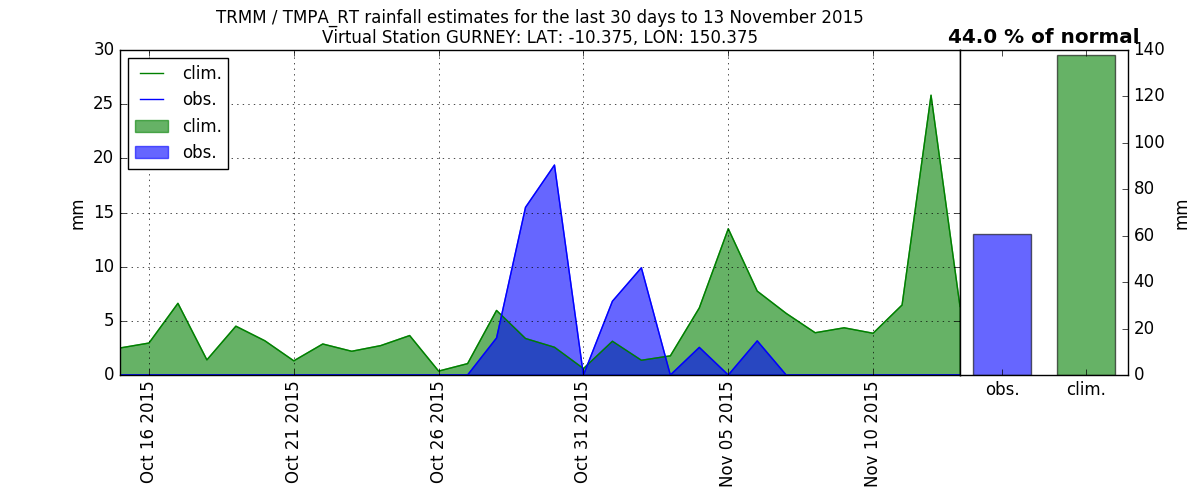 TRMM / TMPA_RT rainfall estimates for the last 30 days to 13 November 2015
Virtual Station GURNEY: LAT: -10.375, LON: 150.375
44.0 % of normal
30
25
20
15
10
5
0
mm
clim.
obs.
clim.
obs.
Oct 16 2015
Oct 21 2015
Oct 26 2015
Oct 31 2015
Nov 05 2015
Nov 10 2015
obs.
clim.
140
120
100
80
60
40
20
0
mm